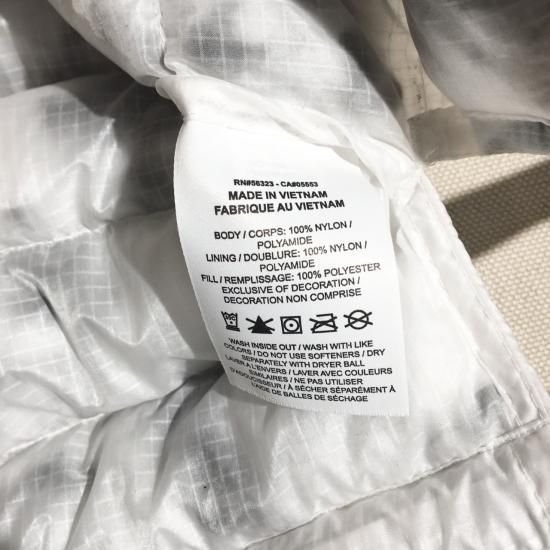 RN#56323 - CA#05553
MADE IN VIETNAM
FABRIQUE AU VIETNAM
BODY / CORPS: 100% NYLON /
POLYAMIDE
LINING / DOUBLURE: 100% NYLON /
POLYAMIDE
FILL / REMPLISSAGE: 100% POLYESTER
EXCLUSIVE OF DECORATION /
DECORATION NON COMPRISE
WASH INSIDE OUT / WASH WITH LIKE
COLORS / DO NOT USE SOFTENERS / DRY
SEPARATELY WITH DRYER BALL
LAVER A L'ENVERS / LAVER AVEC COULEURS
SIMILAIRES / NE PAS UTILISER
D'ADOUCISSEUR / À SÉCHER SÉPARÉMENT À
L'AIDE DE BALLES DE SÉCHAGE